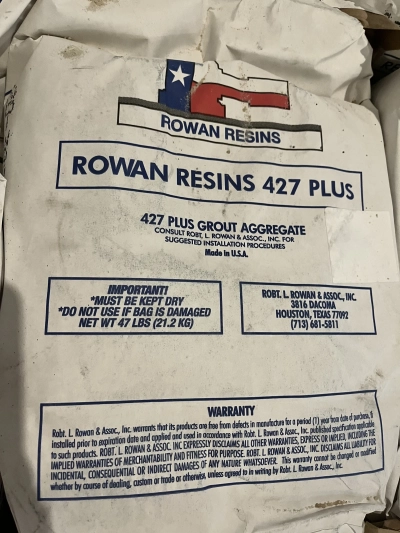 ROWAN RESINS
ROWAN RESINS 427 PLUS
427 PLUS GROUT AGGREGATE
CONSULT ROBT. L. ROWAN & ASSOC., INC. FOR
SUGGESTED INSTALLATION PROCEDURES
Made in U.S.A.
IMPORTANT!
*MUST BE KEPT DRY
*DO NOT USE IF BAG IS DAMAGED
NET WT 47 LBS (21.2 KG)
ROBT. L. ROWAN & ASSOC., INC.
3816 DACOMA
HOUSTON, TEXAS 77092
(713) 681-5811
WARRANTY
Robt. L. Rowan & Assoc., Inc. warrants that its products are free from defects in manufacture for a period (1) year from date of purchase, if
installed prior to expiration date and applied and used in accordance with Robt. L. Rowan & Assoc., Inc. published specification applicable
to such products. ROBT. L. ROWAN & ASSOC. INC EXPRESSLY DISCLAIMS ALL OTHER WARRANTIES, EXPRESS OR IMPLIED, INCLUDING THE
IMPLIED WARRANTIES OF MERCHANTABILITY AND FITNESS FOR PURPOSE. ROBT. L. ROWAN & ASSOC., INC. DISCLAIMS ALL LIABILITY FOR
INCIDENTAL, CONSEQUENTIAL OR INDIRECT DAMAGES OF ANY NATURE WHATSOEVER. This warranty cannot be changed or modified
whether by course of dealing, custom or trade or otherwise, unless agreed to in writing by Robt. L. Rowan & Assoc., Inc.